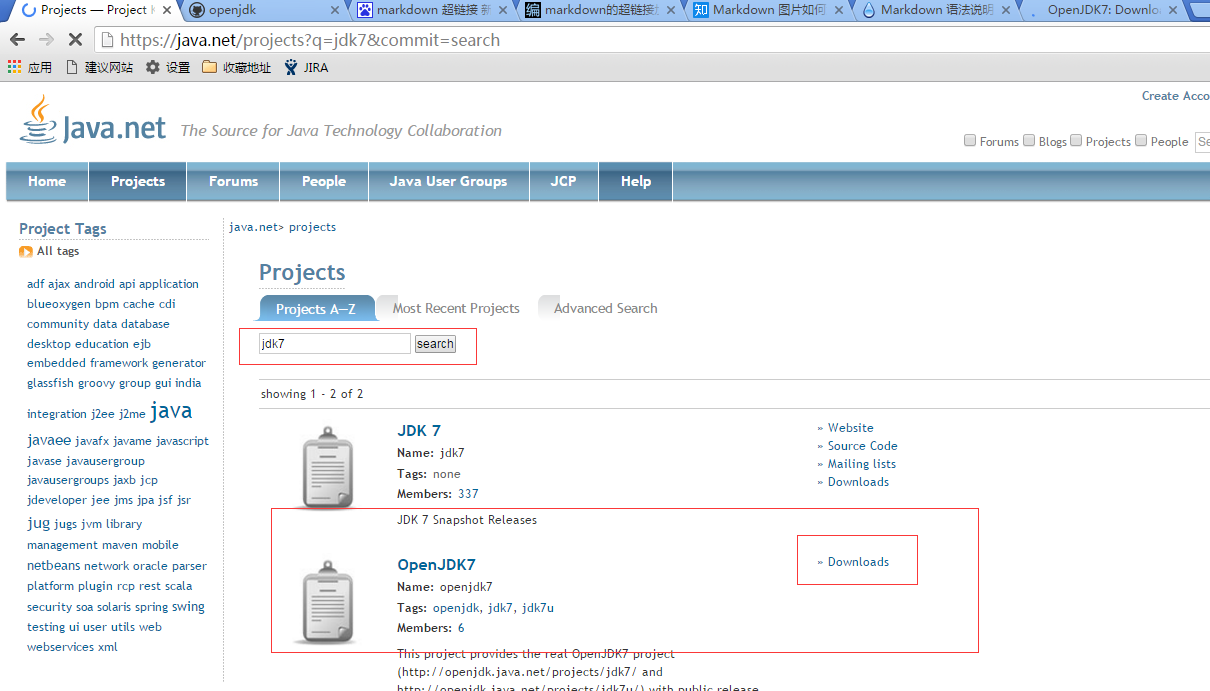 Projects — Project K
openjdk
markdown 超链接 新
markdown的超链接
Markdown 图片如何
Markdown 语法说明
OpenJDK7: Downlo
https://java.net/projects?q=jdk7&commit=search
应用 建议网站 设置 收藏地址 JIRA
Create Acco
Java.net The Source for Java Technology Collaboration
Forums Blogs Projects People Se
Home Projects Forums People Java User Groups JCP Help
Project Tags
All tags
adf ajax android api application
blueoxygen bpm cache cdi
community data database
desktop education ejb
embedded framework generator
glassfish groovy group gui india
integration j2ee j2me java
javaee javafx javame javascript
javase javausergroup
javausergroups jaxb jcp
jdeveloper jee jms jpa jsf jsr
jug jugs jvm library
management maven mobile
netbeans network oracle parser
platform plugin rcp rest scala
security soa solaris spring swing
testing ui user utils web
webservices xml
java.net> projects
Projects
Projects A—Z Most Recent Projects Advanced Search
jdk7 search
showing 1 - 2 of 2
JDK 7
Name: jdk7
Tags: none
Members: 337
JDK 7 Snapshot Releases
» Website
» Source Code
» Mailing lists
» Downloads
OpenJDK7
Name: openjdk7
Tags: openjdk, jdk7, jdk7u
Members: 6
This project provides the real OpenJDK7 project
(http://openjdk.java.net/projects/jdk7/ and
http://openjdk.java.net/projects/jdk7u/) with public release
» Downloads